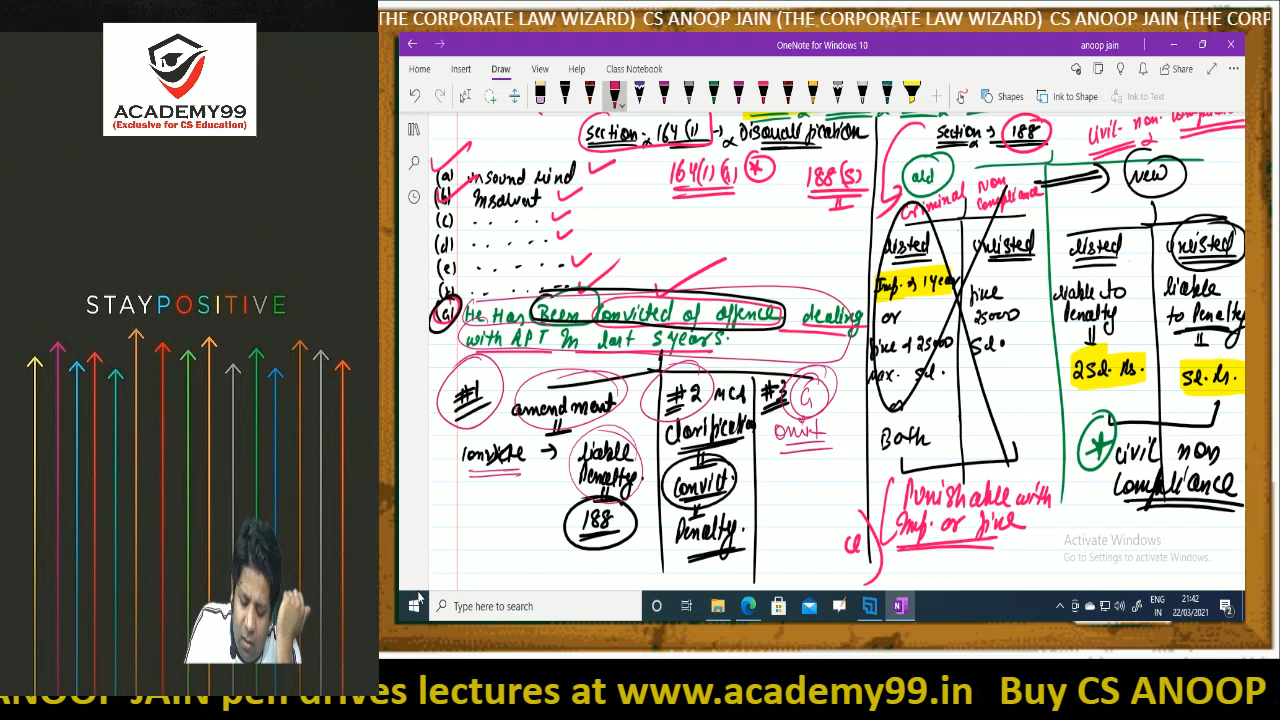 THE CORPORATE LAW WIZARD) CS ANOOP JAIN (THE CORPORATE LAW WIZARD) CS ANOOP JAIN (THE CORP
ACADEMY99
(Exclusive for CS Education)
STAYPOSITIVE
OneNote for Windows 10
anoop jain
Home Insert Draw View Help Class Notebook
Share
Shapes
Ink to Shape
Ink to Text
section: 164(1) → Disqualification
164(1)(g) * 188(5)
(a) unsound mind
(b) Insolvent
(c) . . . . .
(d) . . . . .
(e) . . . . .
(g) He Has Been Convicted of offence dealing
with RPT In last 5 years.
#1 amendment
liable
Penalty
188
#2 MCA
Clarification
Convict
Penalty.
#3 G
omit
section → 188
Civil non
old
Criminal Non
Compliance
listed
Imp. of 1 year
or
fine of 25000
max. 5l.
or
Both
unlisted
fine
25000
5l.
Punishable with
Imp. or fine
New
listed
liable to
Penalty
25l. Rs.
unlisted
liable
to Penalty
5l. Rs.
* Civil non
Compliance
Activate Windows
Go to Settings to activate Windows.
Type here to search
ENG
IN
21:42
22/03/2021
2
ANOOP JAIN pen drives lectures at www.academy99.in Buy CS ANOOP